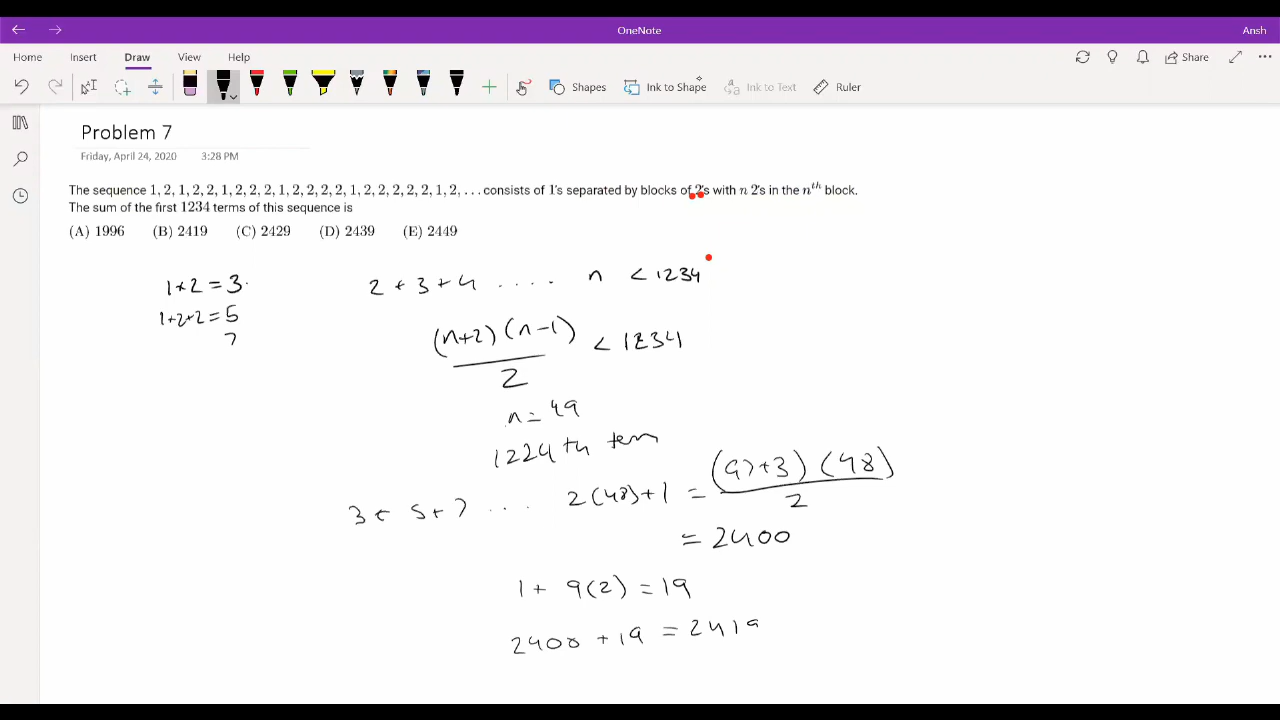 OneNote
Ansh
Home Insert Draw View Help
Share
Shapes Ink to Shape Ink to Text Ruler
Problem 7
Friday, April 24, 2020 3:28 PM
The sequence 1, 2, 1, 2, 2, 1, 2, 2, 2, 1, 2, 2, 2, 2, 1, 2, 2, 2, 2, 2, 1, 2, . . . consists of 1's separated by blocks of 2's with n 2's in the nth block.
The sum of the first 1234 terms of this sequence is
(A) 1996 (B) 2419 (C) 2429 (D) 2439 (E) 2449
1+2 = 3
1+2+2 = 5
7
2 + 3 + 4 . . . . n < 1234
(n+2)(n-1)/2 < 1234
n = 49
1224th term
3 + 5 + 7 . . . 2(48)+1 = (97+3)(48)/2
= 2400
1 + 9(2) = 19
2400 + 19 = 2419